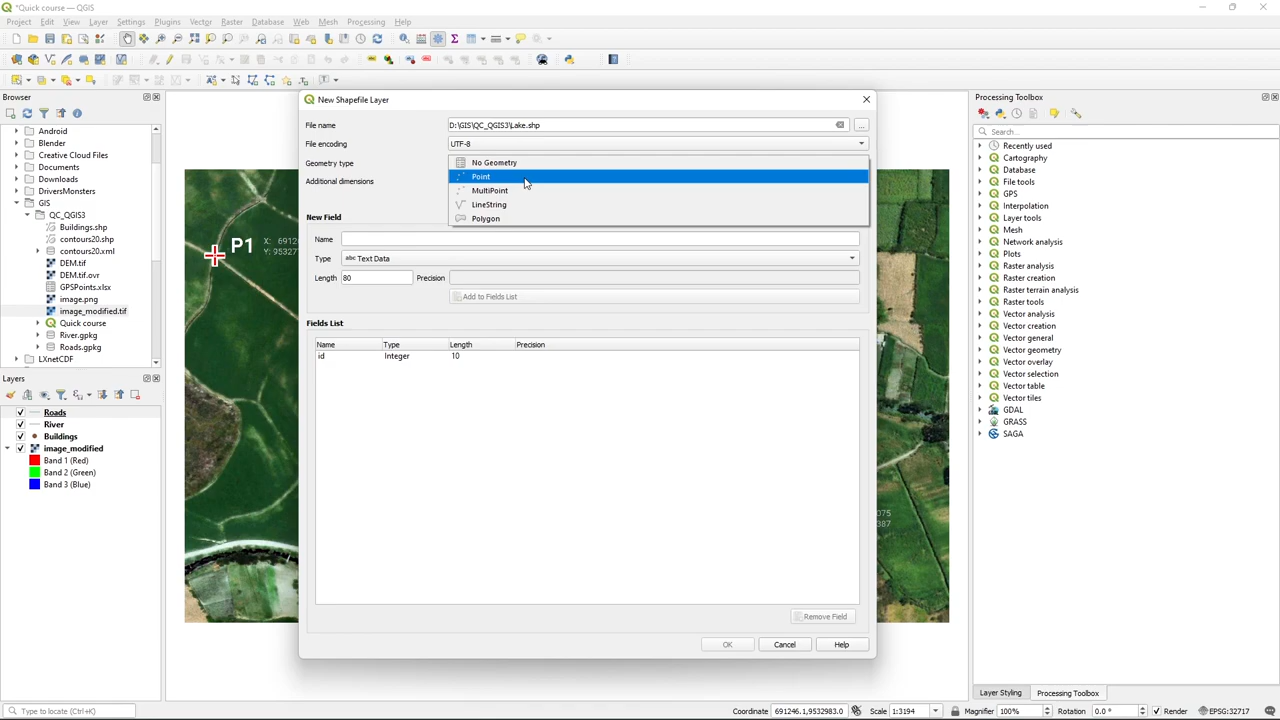 *Quick course — QGIS
Project Edit View Layer Settings Plugins Vector Raster Database Web Mesh Processing Help
Browser
Android
Blender
Creative Cloud Files
Documents
Downloads
DriversMonsters
GIS
QC_QGIS3
Buildings.shp
contours20.shp
contours20.xml
DEM.tif
DEM.tif.ovr
GPSPoints.xlsx
image.png
image_modified.tif
Quick course
River.gpkg
Roads.gpkg
LXnetCDF
Layers
Roads
River
Buildings
image_modified
Band 1 (Red)
Band 2 (Green)
Band 3 (Blue)
P1
New Shapefile Layer
File name D:\GIS\QC_QGIS3\Lake.shp
File encoding UTF-8
Geometry type
Additional dimensions
No Geometry
Point
MultiPoint
LineString
Polygon
New Field
Name
Type abc Text Data
Length 80 Precision
Add to Fields List
Fields List
Name Type Length Precision
id Integer 10
Remove Field
OK Cancel Help
Processing Toolbox
Search…
Recently used
Cartography
Database
File tools
GPS
Interpolation
Layer tools
Mesh
Network analysis
Plots
Raster analysis
Raster creation
Raster terrain analysis
Raster tools
Vector analysis
Vector creation
Vector general
Vector geometry
Vector overlay
Vector selection
Vector table
Vector tiles
GDAL
GRASS
SAGA
Layer Styling Processing Toolbox
Type to locate (Ctrl+K) Coordinate 691246.1,9532983.0 Scale 1:3194 Magnifier 100% Rotation 0.0 ° Render EPSG:32717